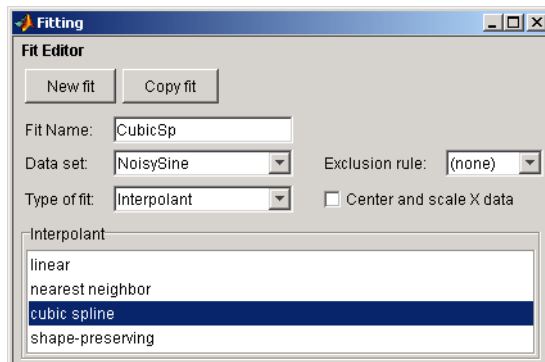 Fitting
Fit Editor
New fit Copy fit
Fit Name: CubicSp
Data set: NoisySine Exclusion rule: (none)
Type of fit: Interpolant Center and scale X data
Interpolant
linear
nearest neighbor
cubic spline
shape-preserving